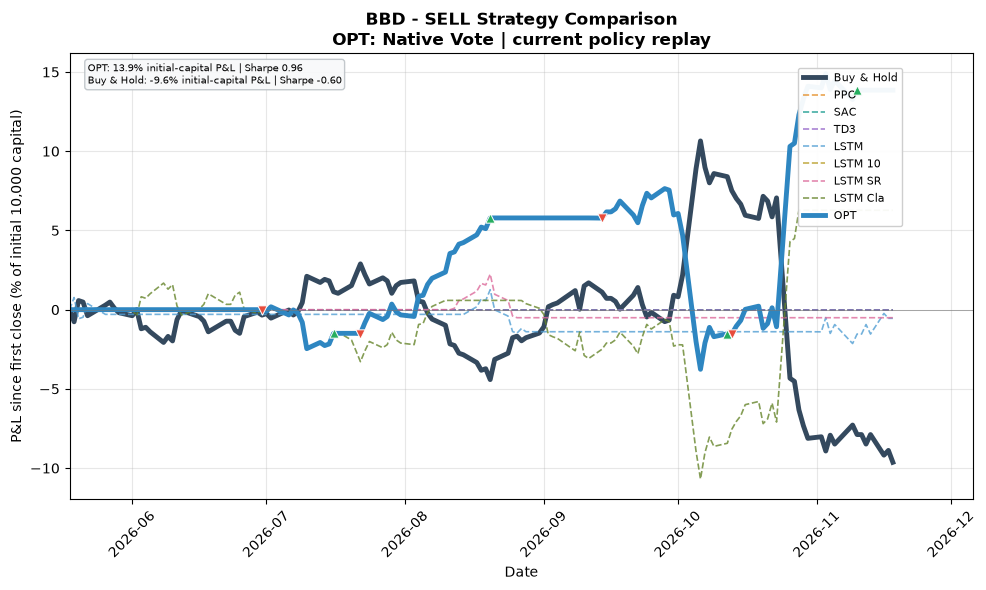 BBD - SELL Strategy Comparison
OPT: Native Vote | current policy replay
OPT: 13.9% initial-capital P&L | Sharpe 0.96
Buy & Hold: -9.6% initial-capital P&L | Sharpe -0.60
Buy & Hold
PPO
SAC
TD3
LSTM
LSTM 10
LSTM SR
LSTM Cla
OPT
P&L since first close (% of initial 10,000 capital)
15
10
5
0
−5
−10
2026-06
2026-07
2026-08
2026-09
2026-10
2026-11
2026-12
Date